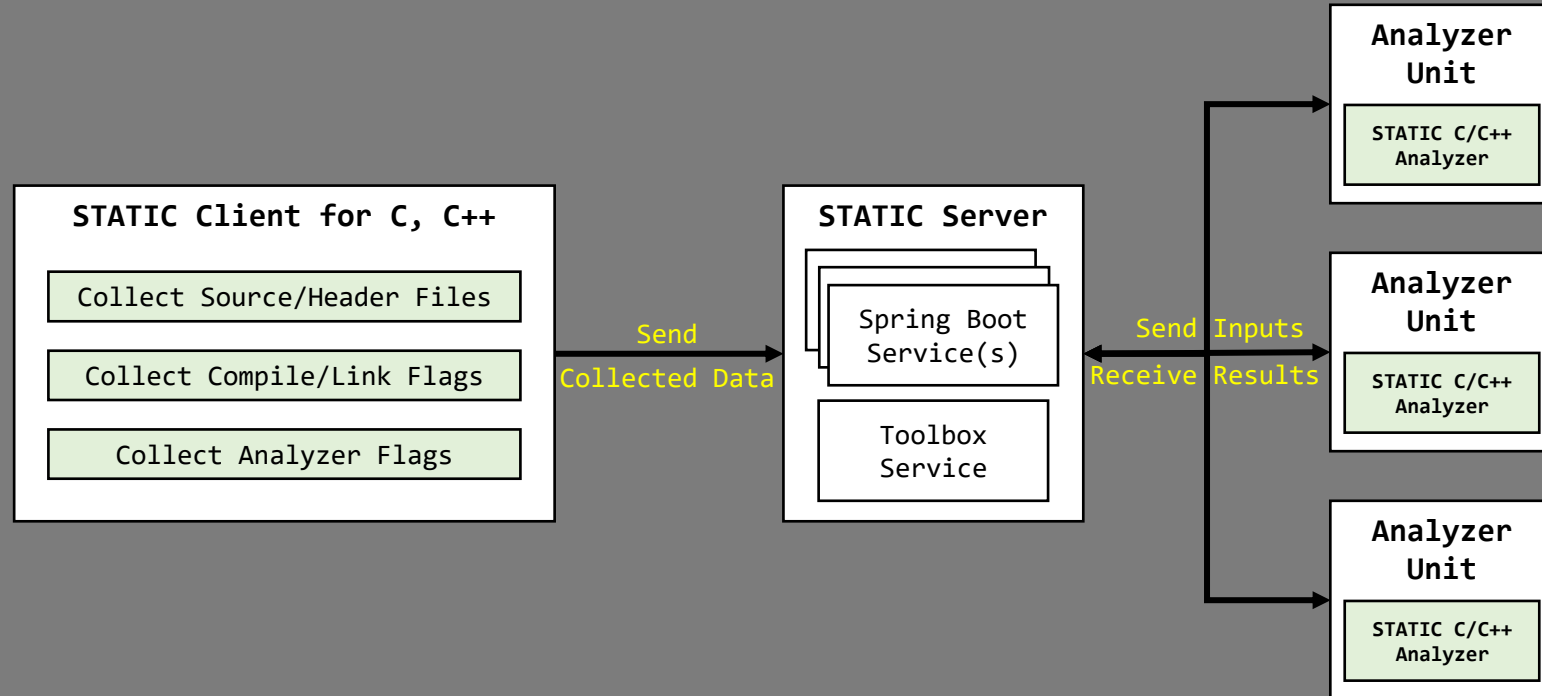 STATIC Client for C, C++
Collect Source/Header Files
Collect Compile/Link Flags
Collect Analyzer Flags
Send
Collected Data
STATIC Server
Spring Boot
Service(s)
Toolbox
Service
Send Inputs
Receive Results
Analyzer
Unit
STATIC C/C++
Analyzer
Analyzer
Unit
STATIC C/C++
Analyzer
Analyzer
Unit
STATIC C/C++
Analyzer